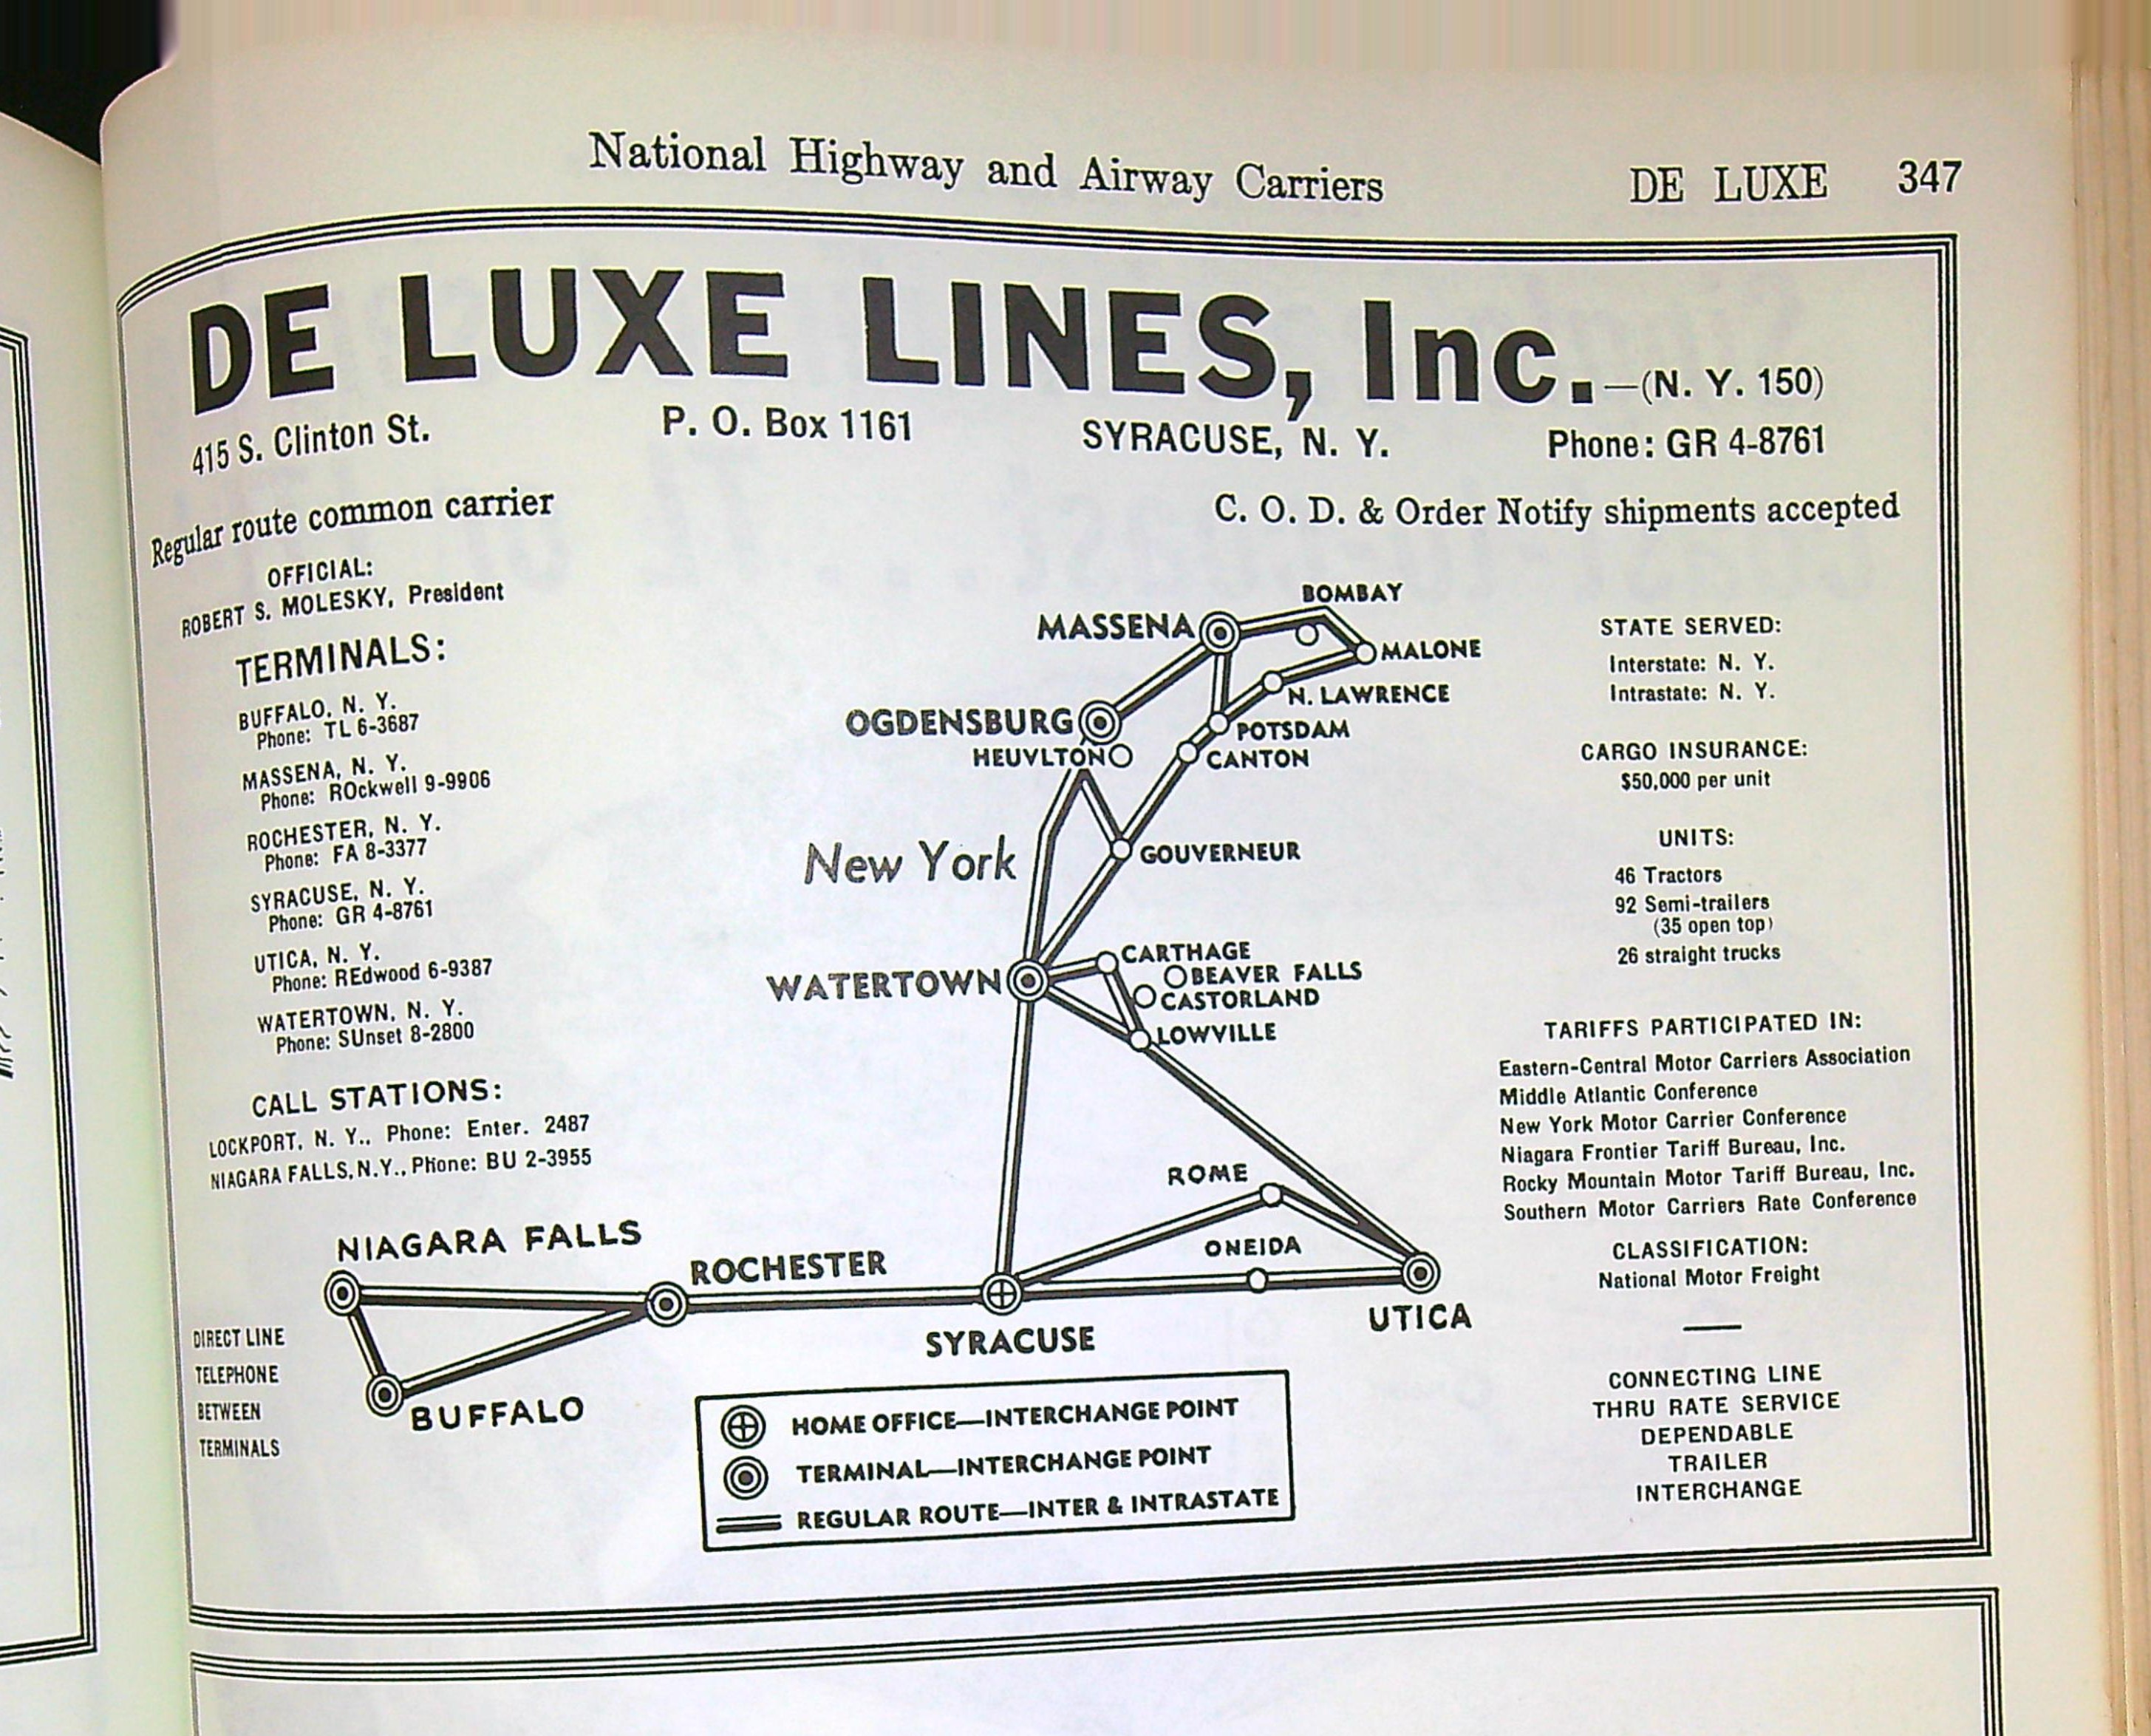 National Highway and Airway Carriers DE LUXE 347
DE LUXE LINES, Inc.—(N. Y. 150)
415 S. Clinton St. P. O. Box 1161 SYRACUSE, N. Y. Phone: GR 4-8761
Regular route common carrier C. O. D. & Order Notify shipments accepted
OFFICIAL:
ROBERT S. MOLESKY, President
TERMINALS:
BUFFALO, N. Y.
Phone: TL 6-3687
MASSENA, N. Y.
Phone: ROckwell 9-9906
ROCHESTER, N. Y.
Phone: FA 8-3377
SYRACUSE, N. Y.
Phone: GR 4-8761
UTICA, N. Y.
Phone: REdwood 6-9387
WATERTOWN, N. Y.
Phone: SUnset 8-2800
CALL STATIONS:
LOCKPORT, N. Y., Phone: Enter. 2487
NIAGARA FALLS, N.Y., Phone: BU 2-3955
BOMBAY
MASSENA
MALONE
N. LAWRENCE
OGDENSBURG
POTSDAM
HEUVLTON
CANTON
New York
GOUVERNEUR
CARTHAGE
BEAVER FALLS
WATERTOWN
CASTORLAND
LOWVILLE
ROME
NIAGARA FALLS
ROCHESTER
ONEIDA
UTICA
SYRACUSE
BUFFALO
DIRECT LINE
TELEPHONE
BETWEEN
TERMINALS
HOME OFFICE—INTERCHANGE POINT
TERMINAL—INTERCHANGE POINT
REGULAR ROUTE—INTER & INTRASTATE
STATE SERVED:
Interstate: N. Y.
Intrastate: N. Y.
CARGO INSURANCE:
$50,000 per unit
UNITS:
46 Tractors
92 Semi-trailers
(35 open top)
26 straight trucks
TARIFFS PARTICIPATED IN:
Eastern-Central Motor Carriers Association
Middle Atlantic Conference
New York Motor Carrier Conference
Niagara Frontier Tariff Bureau, Inc.
Rocky Mountain Motor Tariff Bureau, Inc.
Southern Motor Carriers Rate Conference
CLASSIFICATION:
National Motor Freight
CONNECTING LINE
THRU RATE SERVICE
DEPENDABLE
TRAILER
INTERCHANGE